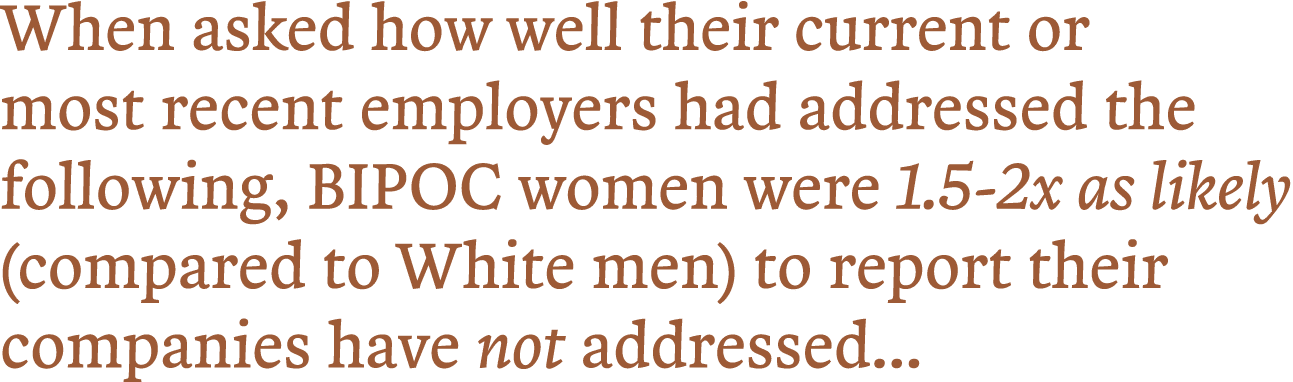 When asked how well their current or
most recent employers had addressed the
following, BIPOC women were 1.5-2x as likely
(compared to White men) to report their
companies have not addressed...